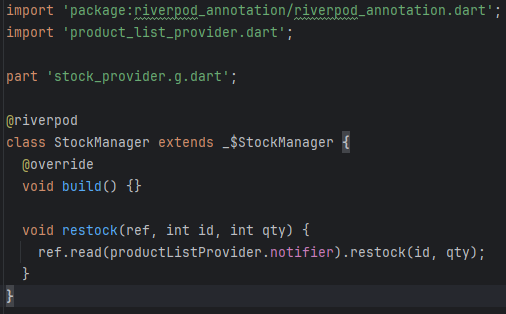 import 'package:riverpod_annotation/riverpod_annotation.dart';
import 'product_list_provider.dart';

part 'stock_provider.g.dart';

@riverpod
class StockManager extends _$StockManager {
  @override
  void build() {}

  void restock(ref, int id, int qty) {
    ref.read(productListProvider.notifier).restock(id, qty);
  }
}